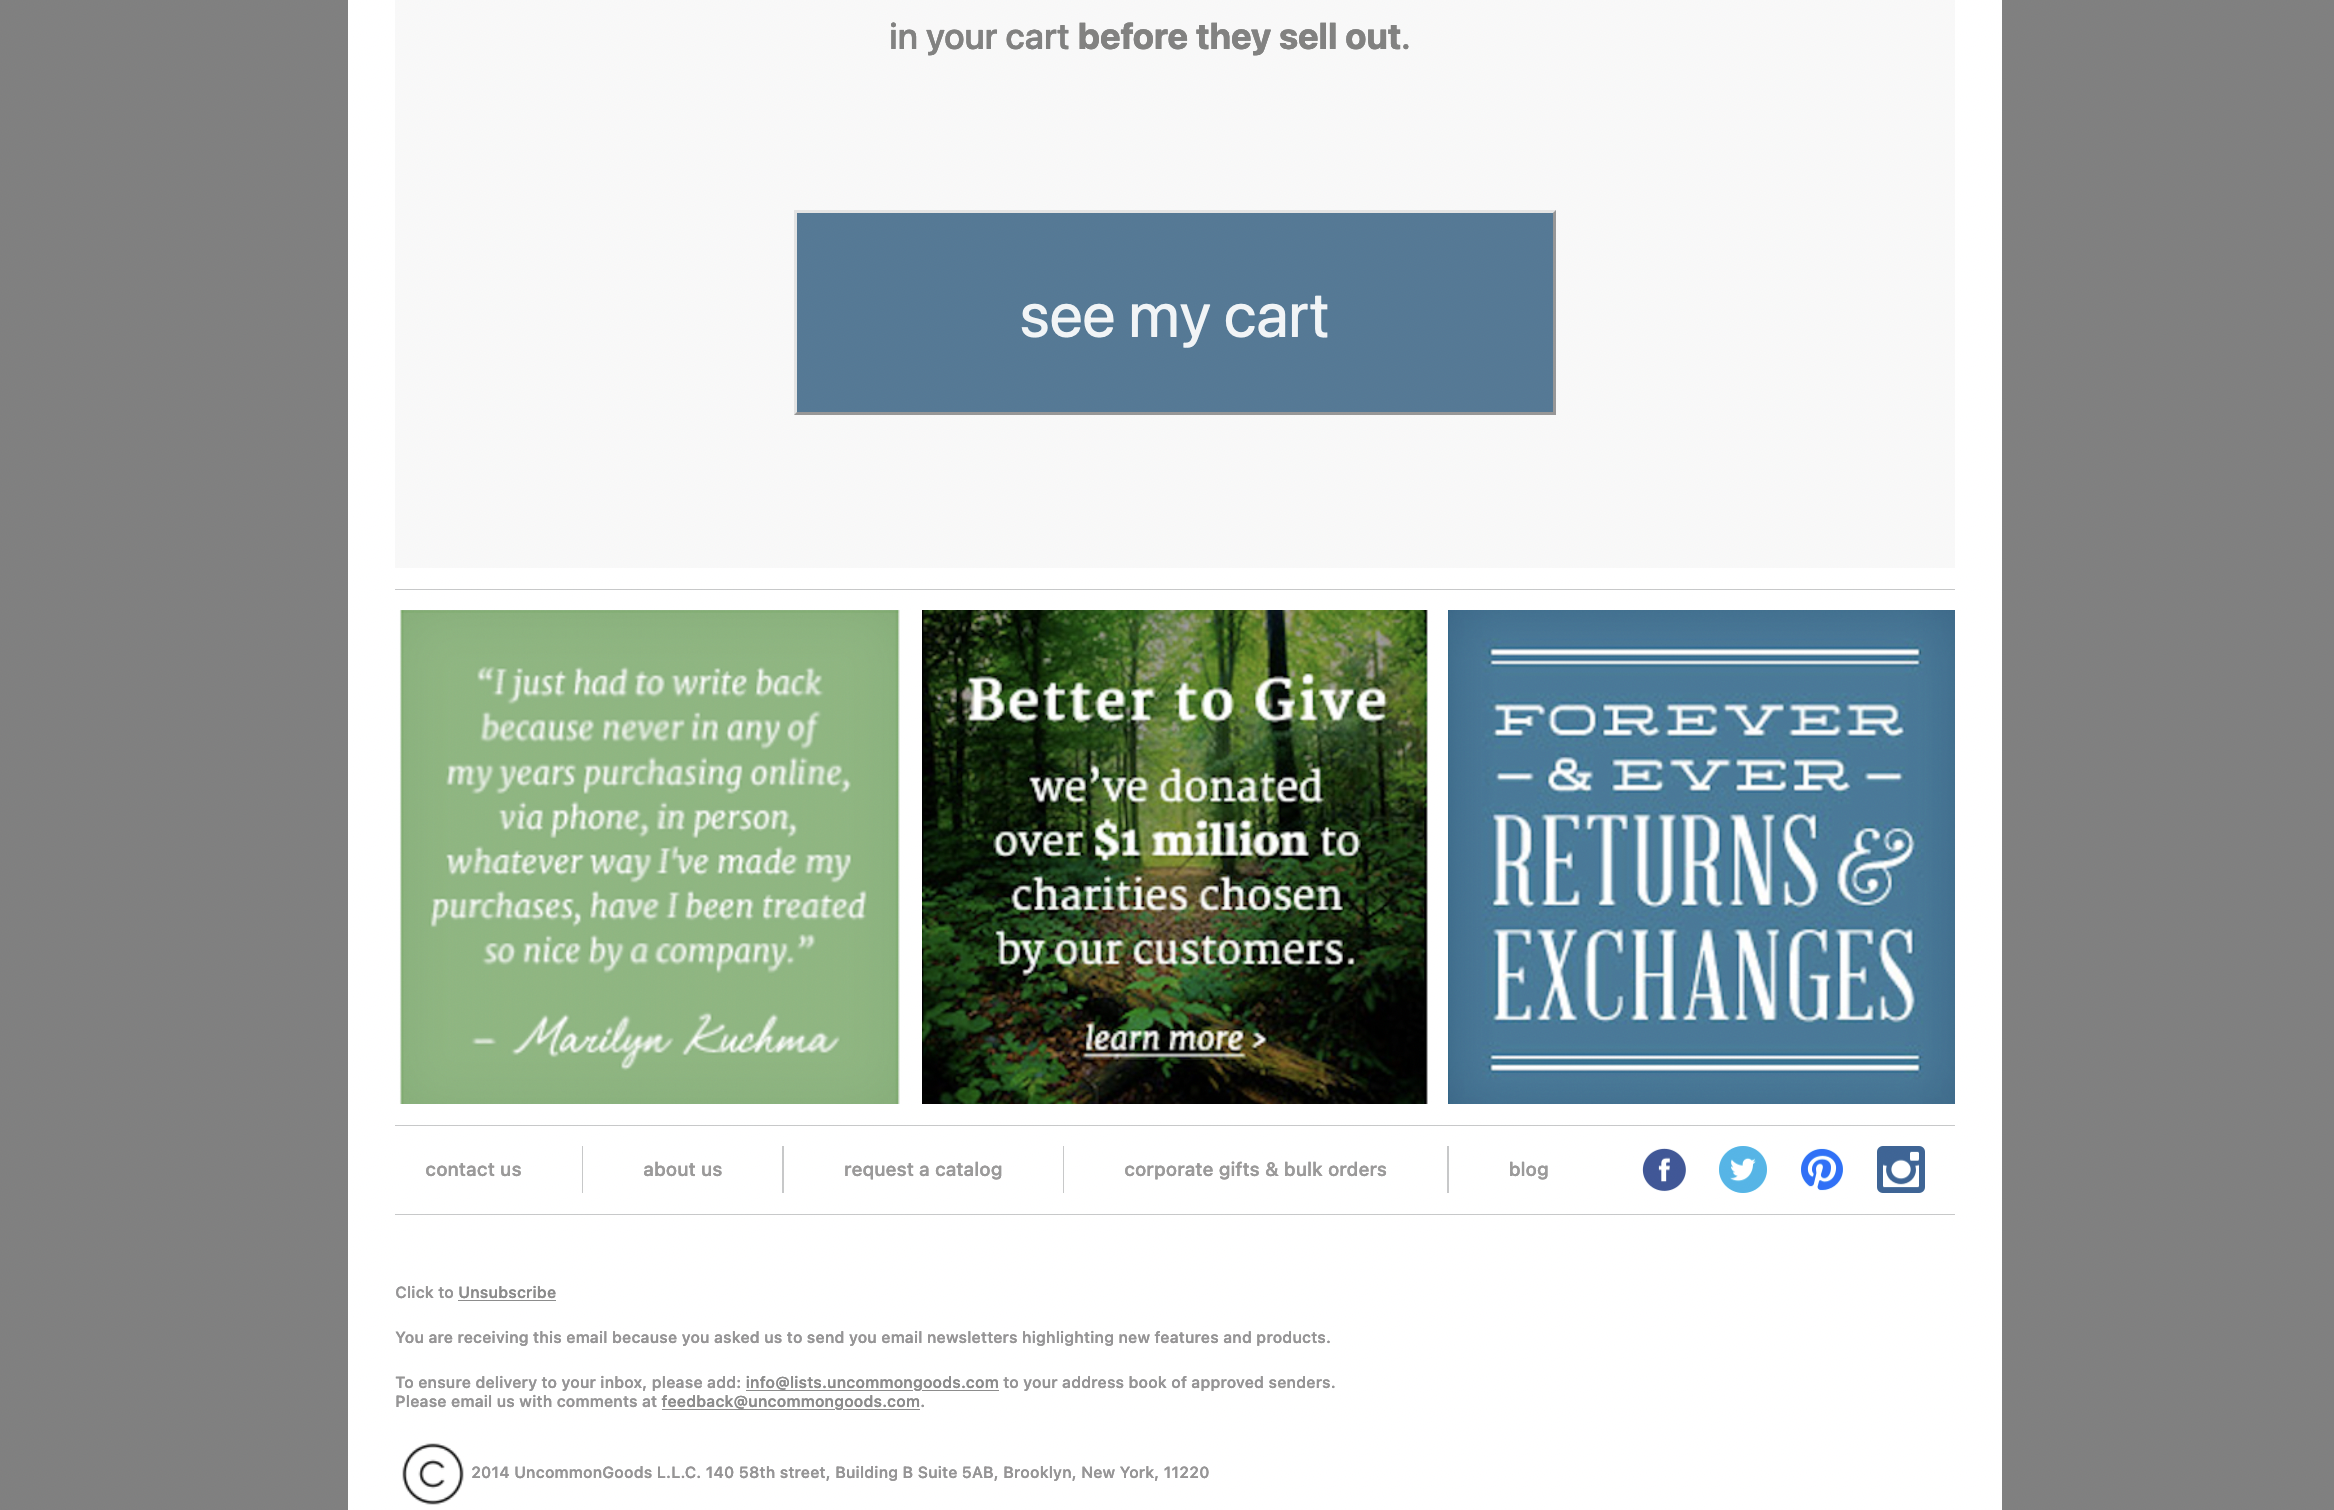 in your cart before they sell out.
see my cart
“I just had to write back
because never in any of
my years purchasing online,
via phone, in person,
whatever way I've made my
purchases, have I been treated
so nice by a company.”
– Marilyn Kuchma
Better to Give
we’ve donated
over $1 million to
charities chosen
by our customers.
learn more >
FOREVER
– & EVER –
RETURNS &
EXCHANGES
contact us
about us
request a catalog
corporate gifts & bulk orders
blog
Click to Unsubscribe
You are receiving this email because you asked us to send you email newsletters highlighting new features and products.
To ensure delivery to your inbox, please add: info@lists.uncommongoods.com to your address book of approved senders.
Please email us with comments at feedback@uncommongoods.com.
© 2014 UncommonGoods L.L.C. 140 58th street, Building B Suite 5AB, Brooklyn, New York, 11220